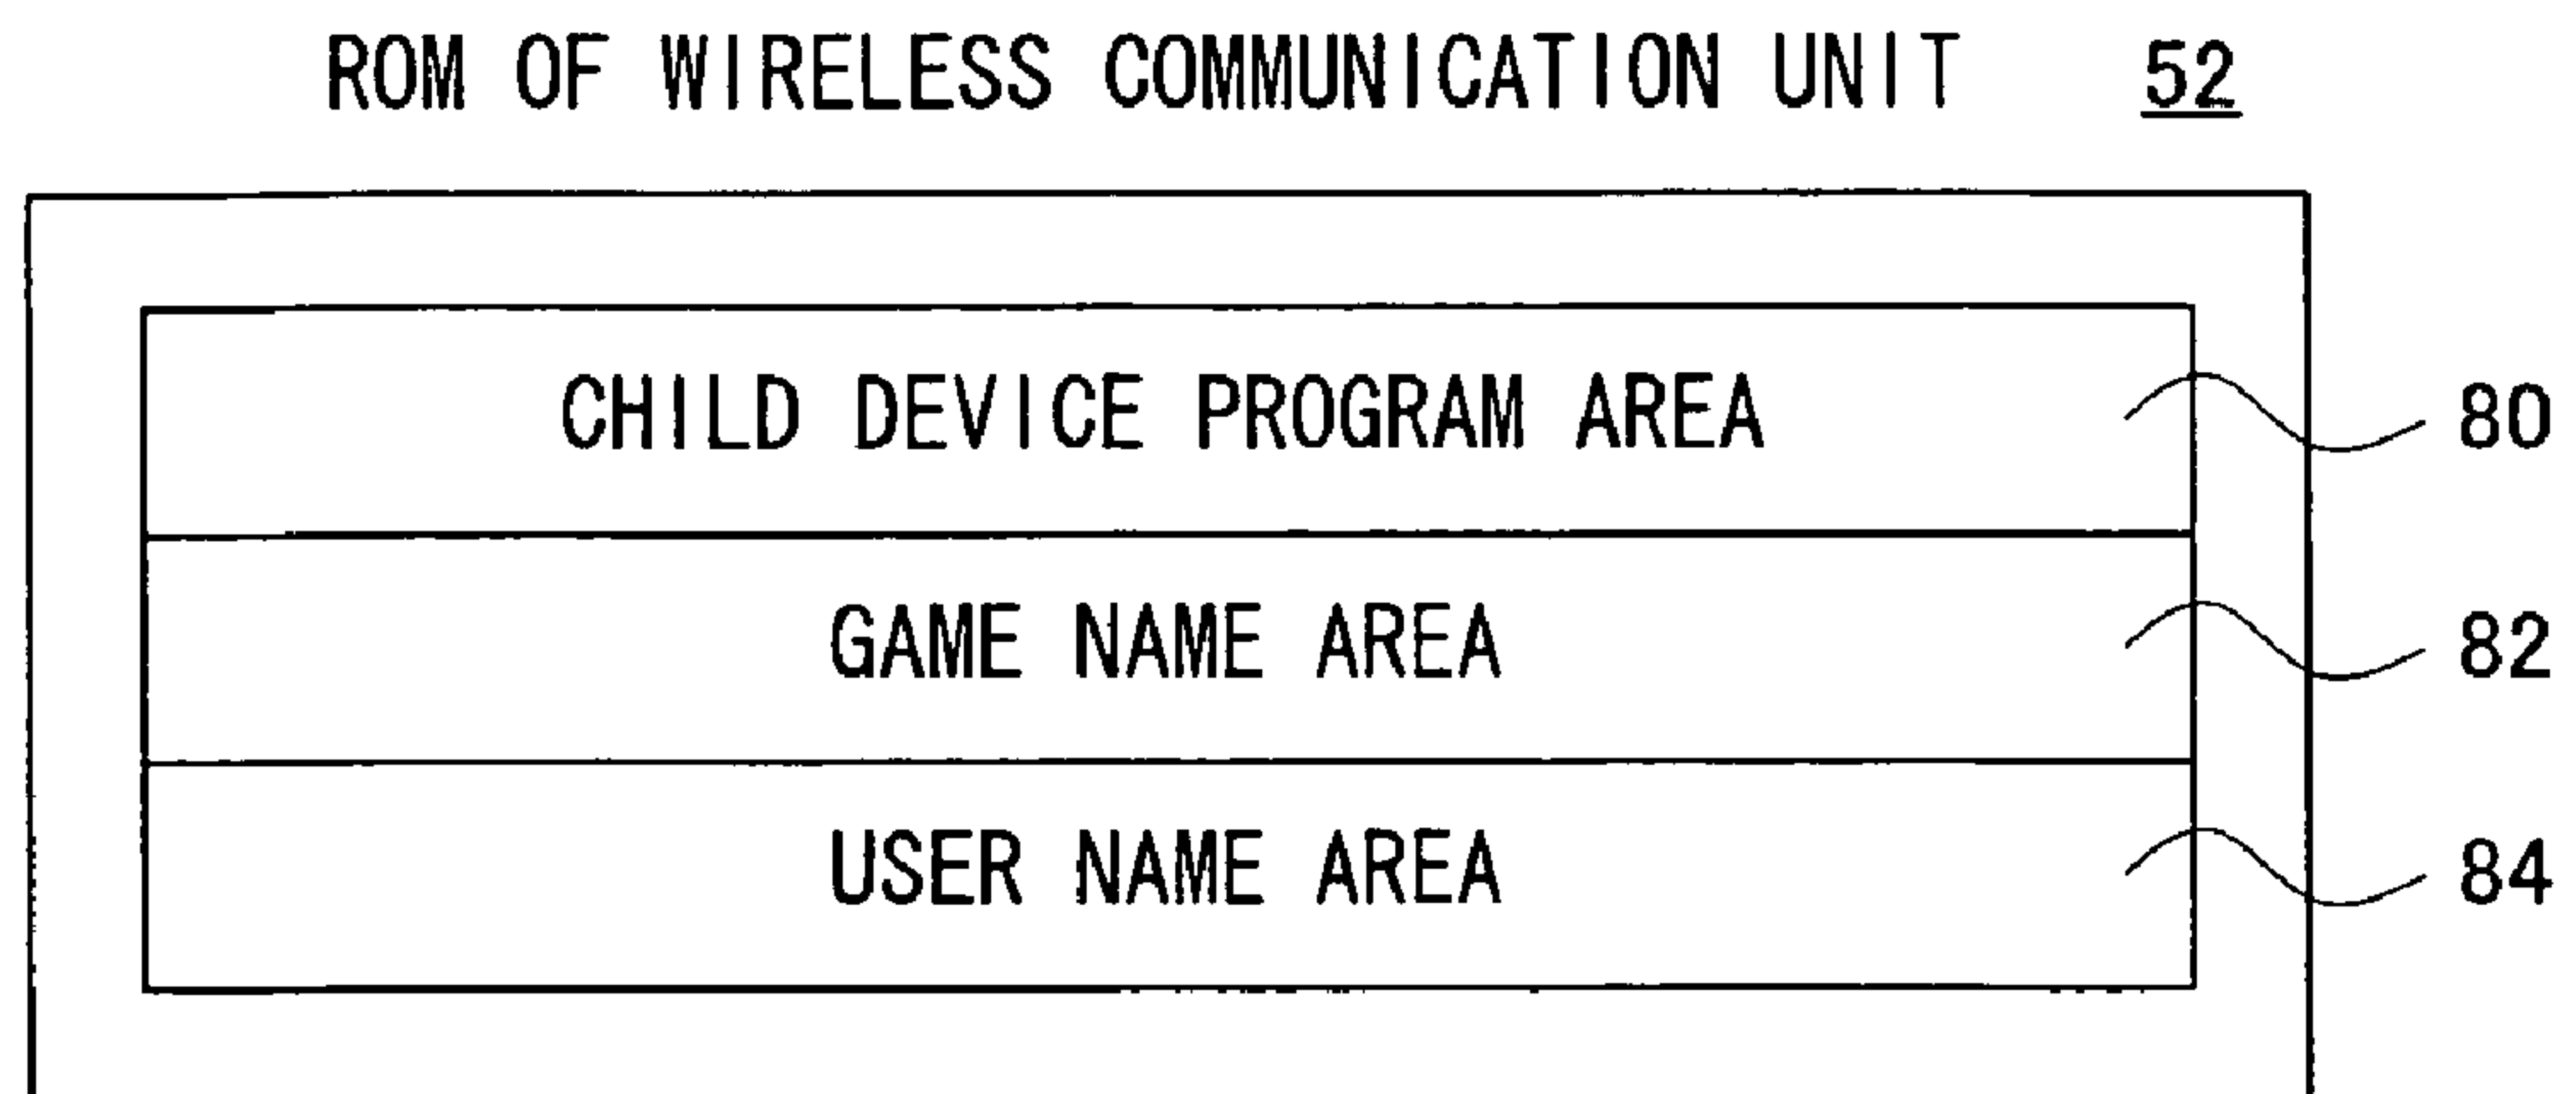 ROM OF WIRELESS COMMUNICATION UNIT 52
CHILD DEVICE PROGRAM AREA 80
GAME NAME AREA 82
USER NAME AREA 84